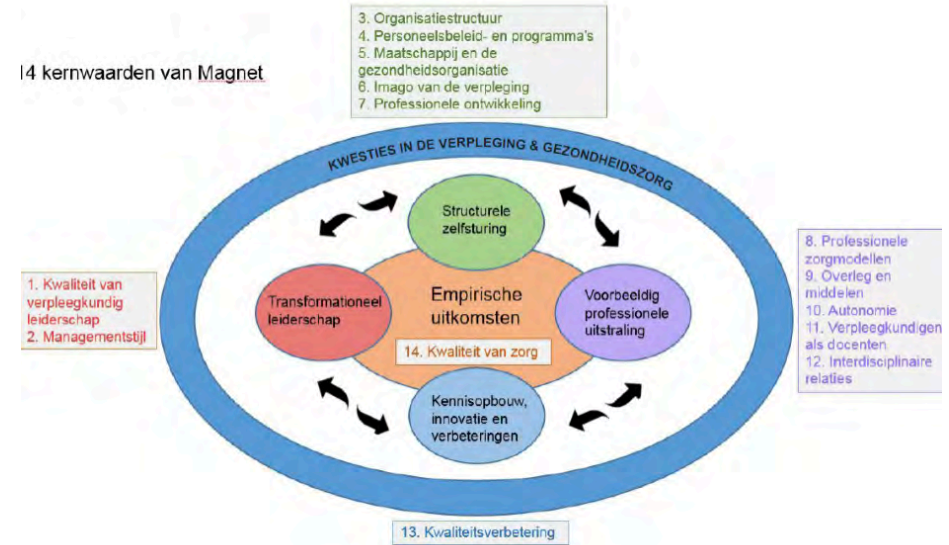 3. Organisatiestructuur
4. Personeelsbeleid- en programma's
5. Maatschappij en de
gezondheidsorganisatie
6. Imago van de verpleging
7. Professionele ontwikkeling
14 kernwaarden van Magnet
KWESTIES IN DE VERPLEGING & GEZONDHEIDSZORG
Structurele
zelfsturing
1. Kwaliteit van
verpleegkundig
leiderschap
2. Managementstijl
Transformationeel
leiderschap
Empirische
uitkomsten
14. Kwaliteit van zorg
Voorbeeldig
professionele
uitstraling
8. Professionele
zorgmodellen
9. Overleg en
middelen
10. Autonomie
11. Verpleegkundigen
als docenten
12. Interdisciplinaire
relaties
Kennisopbouw,
innovatie en
verbeteringen
13. Kwaliteitsverbetering